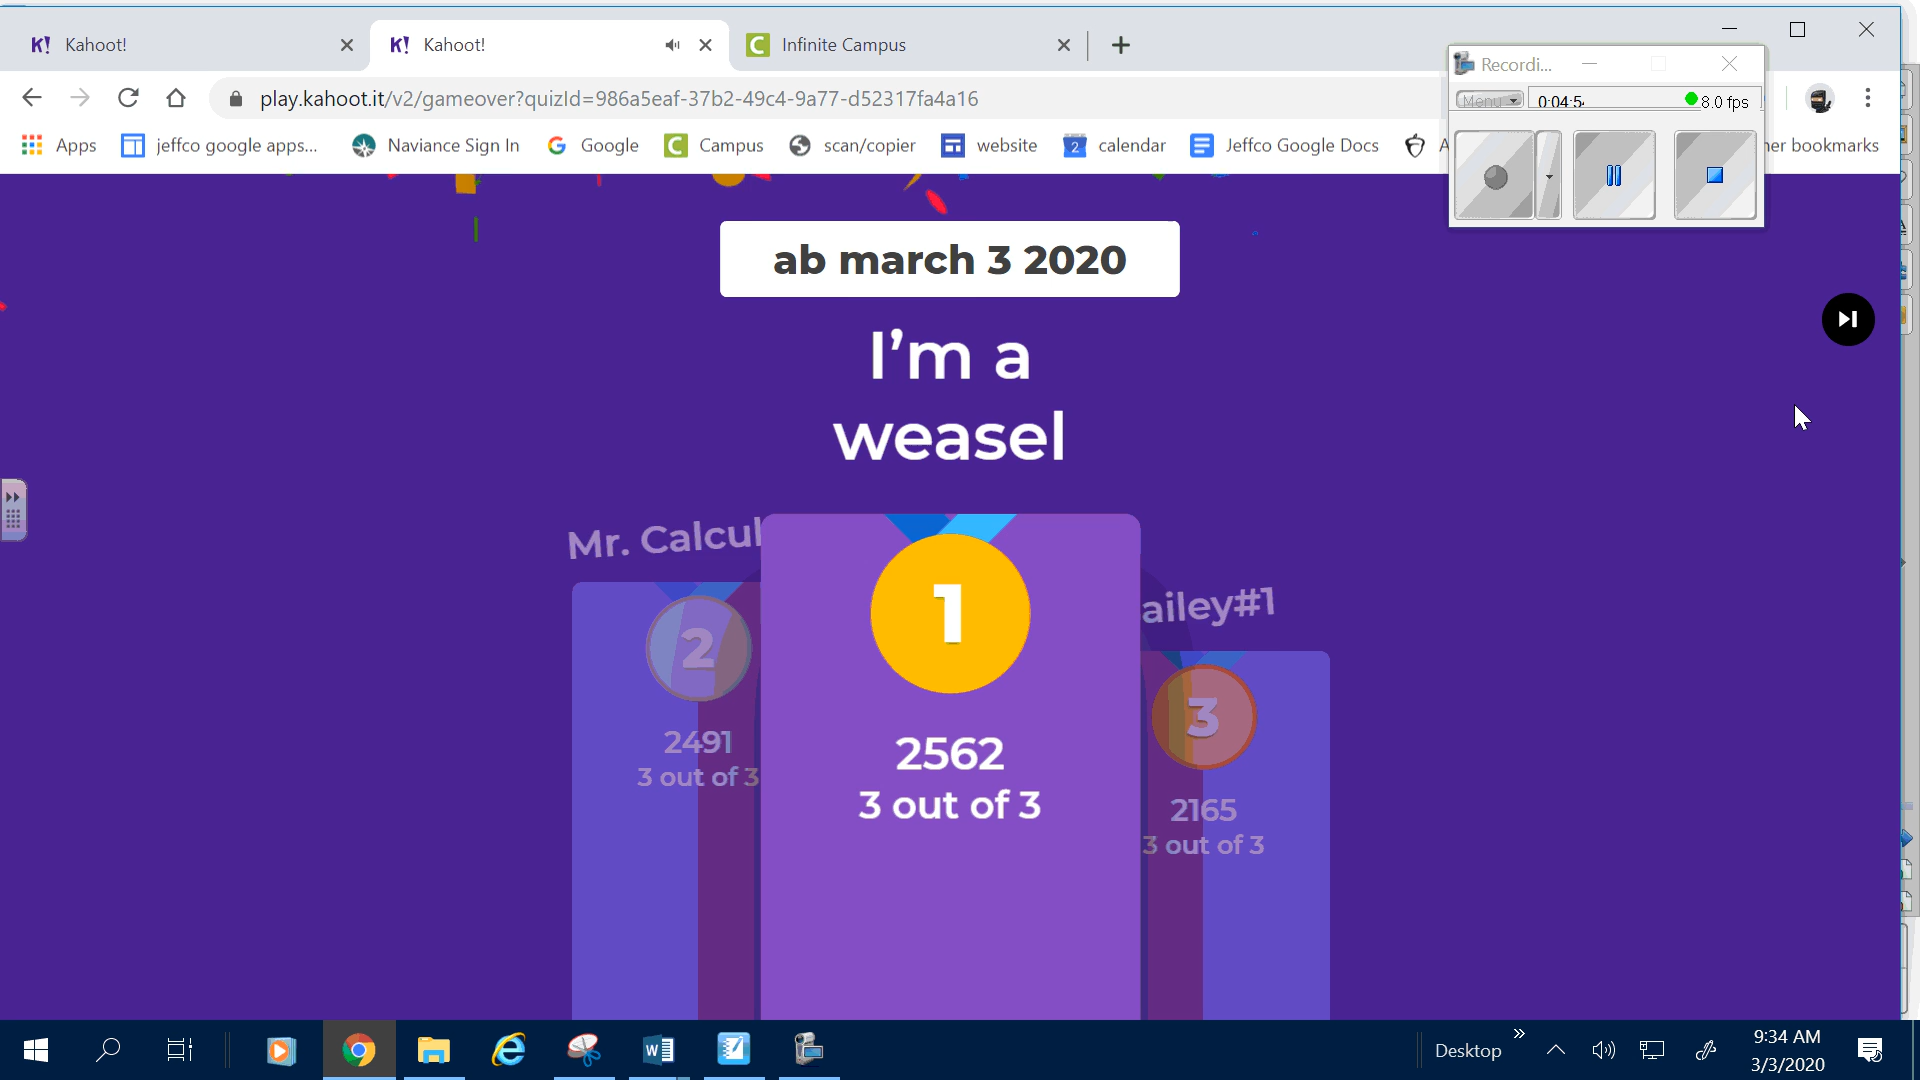 K! Kahoot!
K! Kahoot!
C Infinite Campus
Recordi...
play.kahoot.it/v2/gameover?quizId=986a5eaf-37b2-49c4-9a77-d52317fa4a16
Menu
8.0 fps
Apps
jeffco google apps...
Naviance Sign In
G Google
C Campus
scan/copier
website
2 calendar
Jeffco Google Docs
A
her bookmarks
ab march 3 2020
I'm a
weasel
Mr. Calcul
ailey#1
1
2
3
2491
3 out of 3
2562
3 out of 3
2165
3 out of 3
Desktop
9:34 AM
3/3/2020